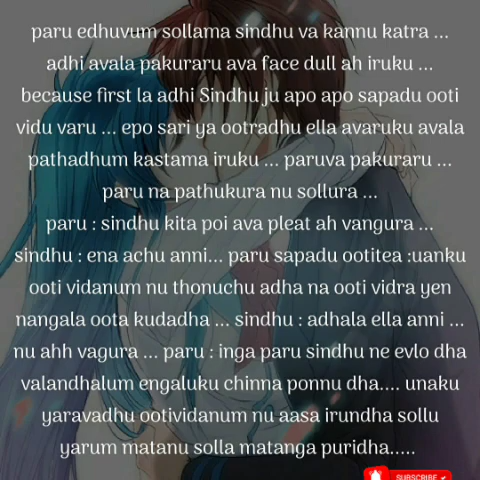 paru edhuvum sollama sindhu va kannu katra ...
adhi avala pakuraru ava face dull ah iruku ...
because first la adhi Sindhu ju apo apo sapadu ooti
vidu varu ... epo sari ya ootradhu ella avaruku avala
pathadhum kastama iruku ... paruva pakuraru ...
paru na pathukura nu sollura ...
paru : sindhu kita poi ava pleat ah vangura ...
sindhu : ena achu anni... paru sapadu ootitea :uanku
ooti vidanum nu thonuchu adha na ooti vidra yen
nangala oota kudadha ... sindhu : adhala ella anni ...
nu ahh vagura ... paru : inga paru sindhu ne evlo dha
valandhalum engaluku chinna ponnu dha.... unaku
yaravadhu ootividanum nu aasa irundha sollu
yarum matanu solla matanga puridha.....
SUBSCRIBE